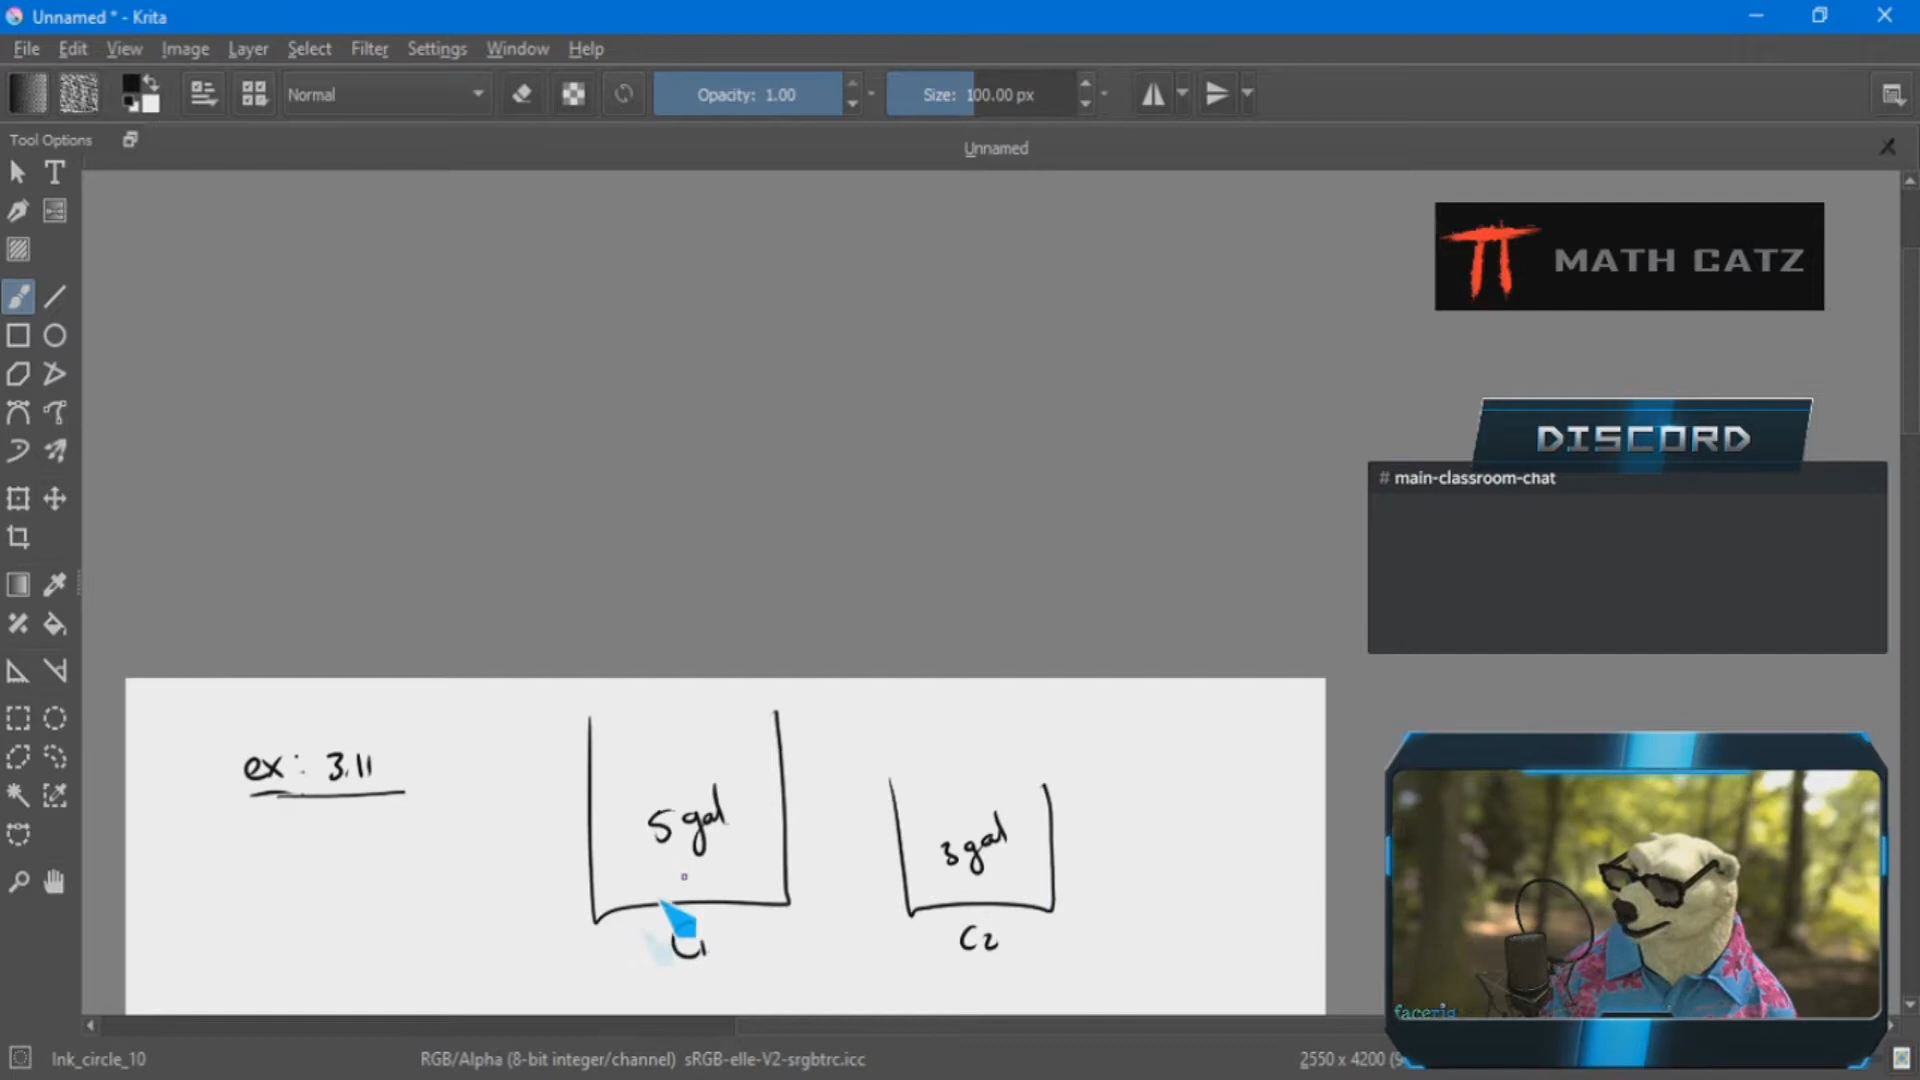 Unnamed * - Krita
File Edit View Image Layer Select Filter Settings Window Help
Normal
Opacity: 1.00
Size: 100.00 px
Tool Options
Unnamed
MATH CATZ
DISCORD
# main-classroom-chat
ex: 3.11
5 gal
3 gal
C1
C2
facerig
Ink_circle_10
RGB/Alpha (8-bit integer/channel) sRGB-elle-V2-srgbtrc.icc
2550 x 4200